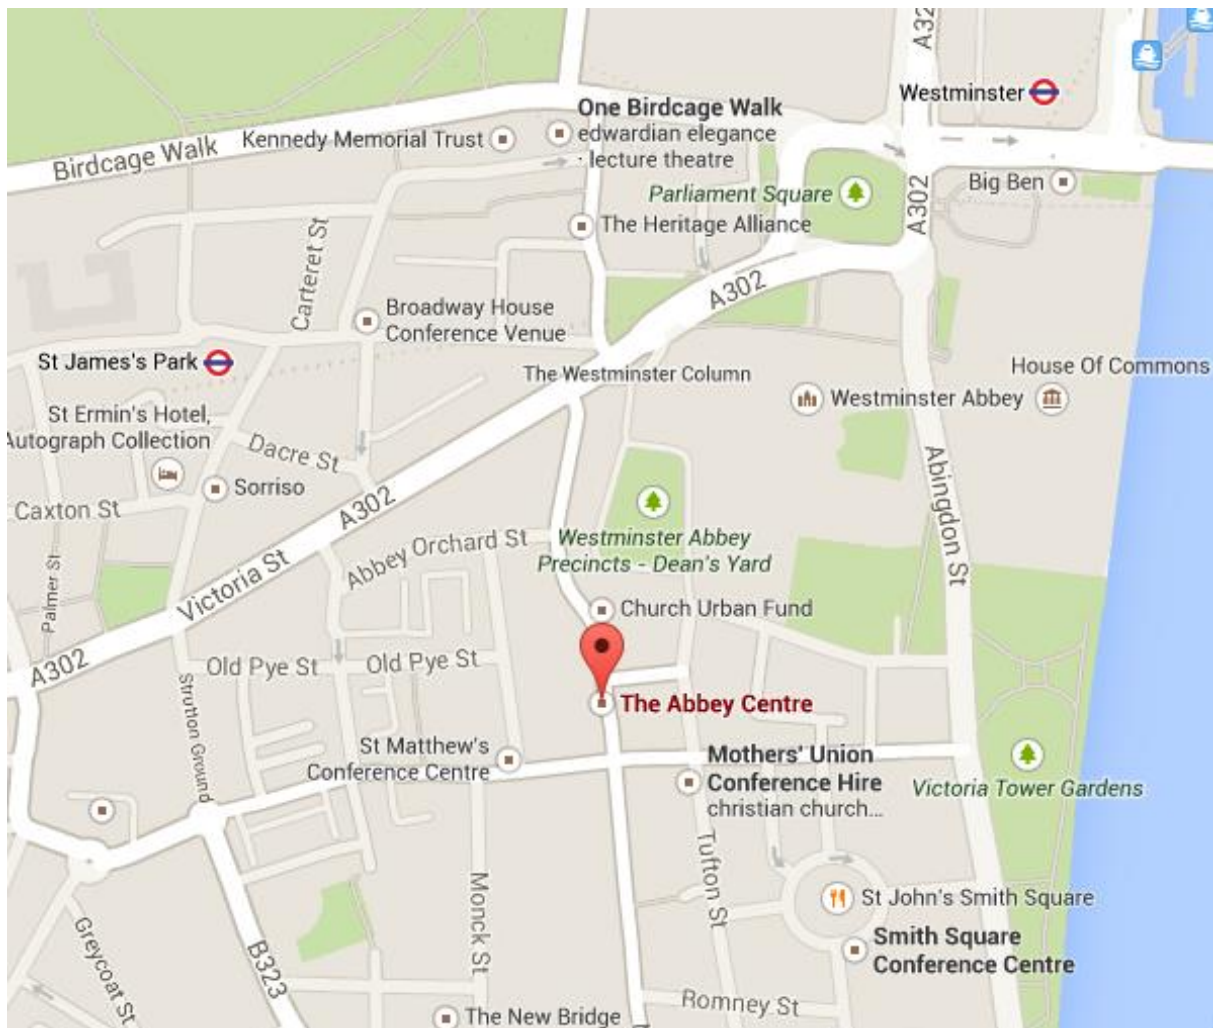 A32
Westminster
One Birdcage Walk
edwardian elegance
· lecture theatre
Kennedy Memorial Trust
Birdcage Walk
Parliament Square
Big Ben
A302
The Heritage Alliance
Carteret St
A302
Broadway House
Conference Venue
St James's Park
The Westminster Column
House Of Commons
Westminster Abbey
St Ermin's Hotel,
Autograph Collection
Dacre St
Sorriso
Caxton St
A302
Abingdon St
Abbey Orchard St
Westminster Abbey
Precincts - Dean's Yard
Palmer St
Victoria St
Church Urban Fund
A302
Old Pye St
Old Pye St
The Abbey Centre
Strutton Ground
St Matthew's
Conference Centre
Mothers' Union
Conference Hire
christian church...
Victoria Tower Gardens
Tufton St
Monck St
St John's Smith Square
Smith Square
Conference Centre
Greycoat St
B323
Romney St
The New Bridge